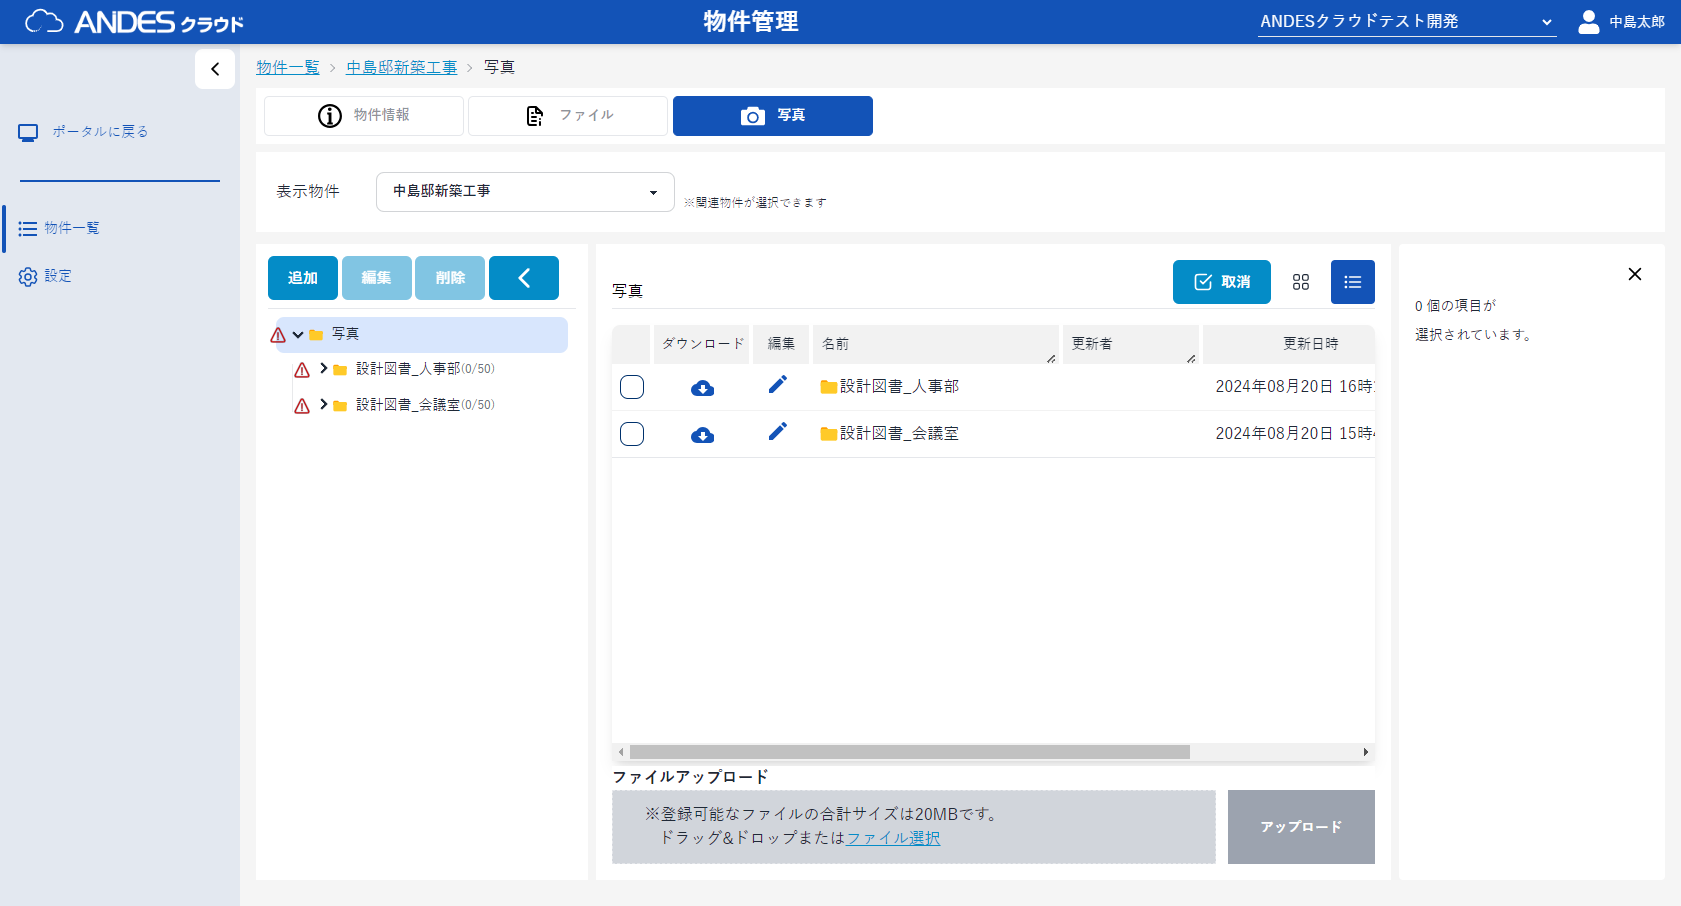 ANDES クラウド
物件管理
ANDESクラウドテスト開発
中島太郎
物件一覧 > 中島邸新築工事 > 写真
ポータルに戻る
物件一覧
設定
物件情報
ファイル
写真
表示物件
中島邸新築工事
※関連物件が選択できます
追加
編集
削除
写真
設計図書_人事部(0/50)
設計図書_会議室(0/50)
写真
取消
ダウンロード 編集 名前 更新者 更新日時
設計図書_人事部 2024年08月20日 16時
設計図書_会議室 2024年08月20日 15時
ファイルアップロード
※登録可能なファイルの合計サイズは20MBです。
ドラッグ&ドロップまたはファイル選択
アップロード
0 個の項目が
選択されています。